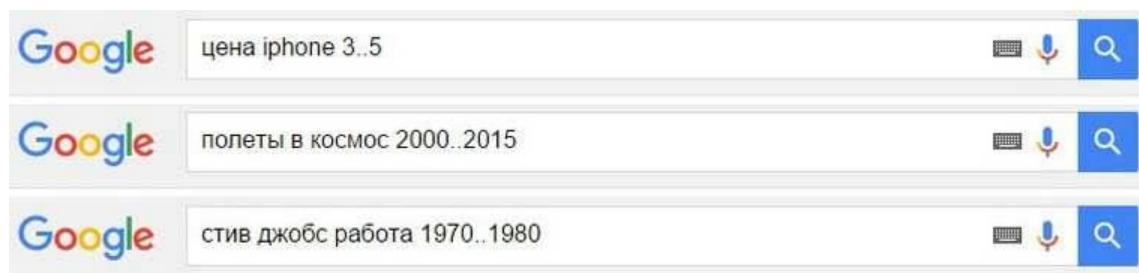 Google цена iphone 3..5
Google полеты в космос 2000..2015
Google стив джобс работа 1970..1980